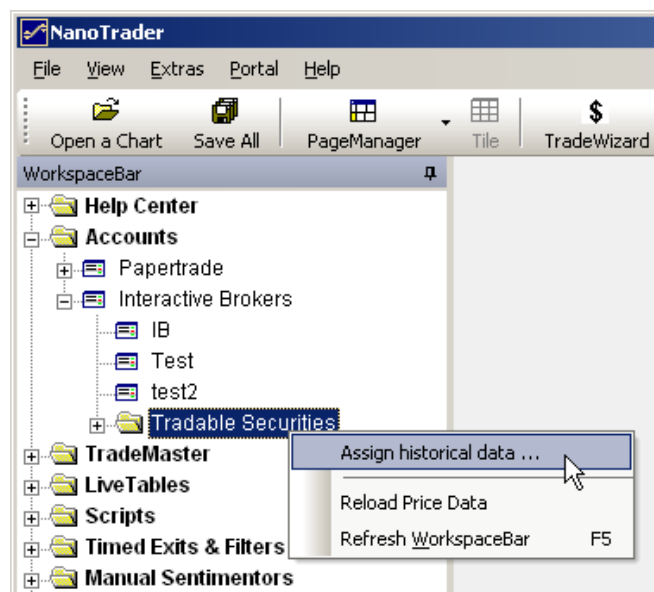 NanoTrader
File View Extras Portal Help
Open a Chart Save All PageManager Tile $ TradeWizard
WorkspaceBar
Help Center
Accounts
Papertrade
Interactive Brokers
IB
Test
test2
Tradable Securities
TradeMaster
Assign historical data ...
LiveTables
Scripts
Reload Price Data
Timed Exits & Filters
Refresh WorkspaceBar F5
Manual Sentimentors